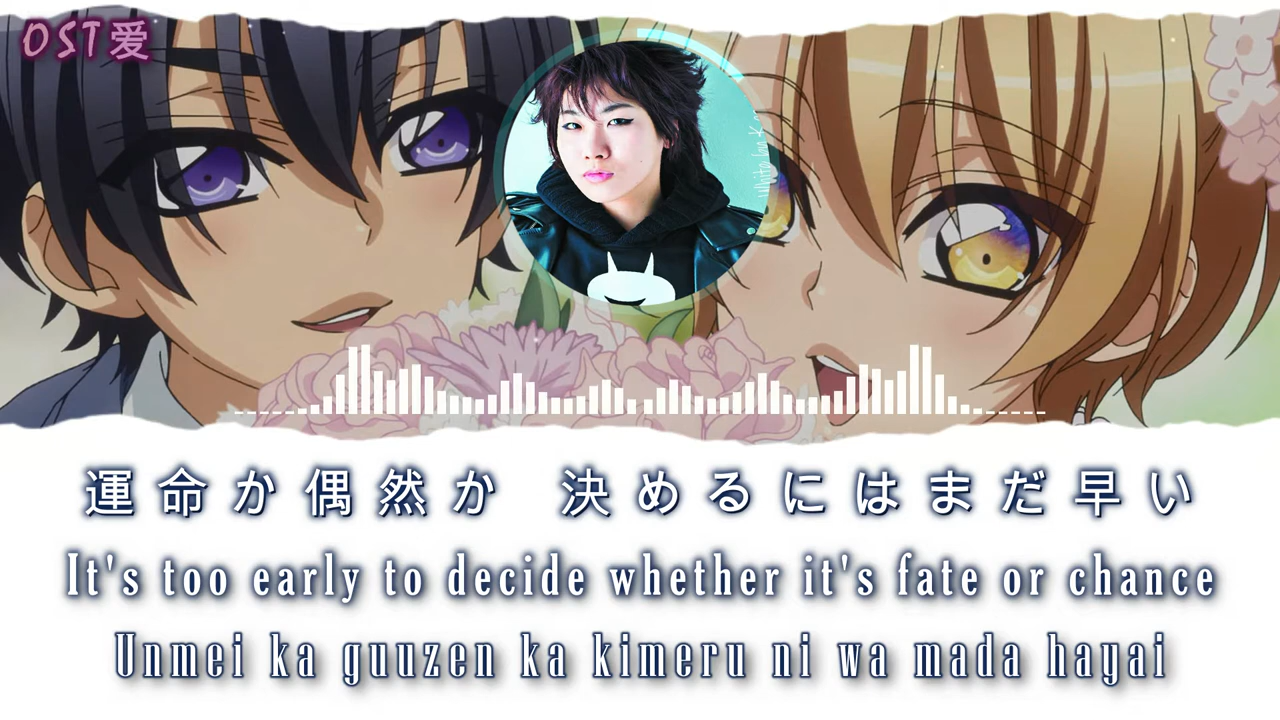 OST爱
運命か偶然か 決めるにはまだ早い
It's too early to decide whether it's fate or chance
Unmei ka guuzen ka kimeru ni wa mada hayai